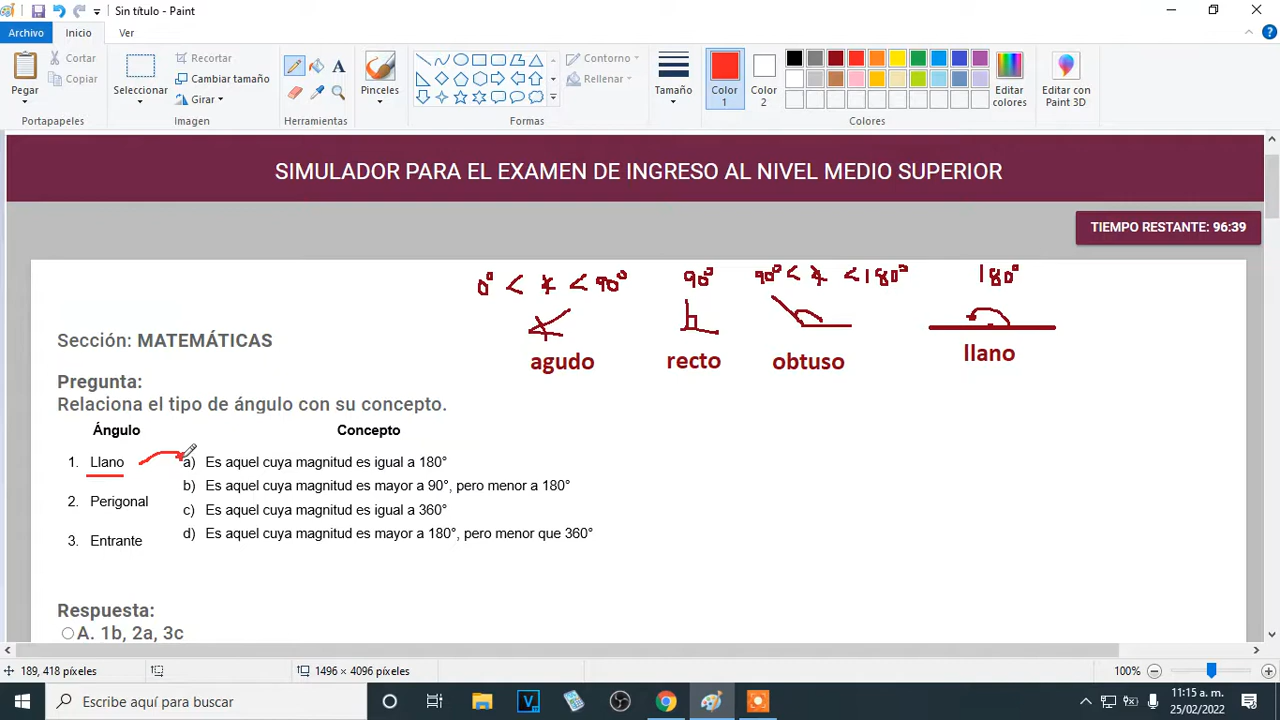 Sin título - Paint
Archivo Inicio Ver
Pegar
Cortar
Copiar
Portapapeles
Seleccionar
Recortar
Cambiar tamaño
Girar
Imagen
A
Herramientas
Pinceles
Contorno
Rellenar
Formas
Tamaño
Color 1
Color 2
Editar colores
Editar con Paint 3D
Colores
SIMULADOR PARA EL EXAMEN DE INGRESO AL NIVEL MEDIO SUPERIOR
TIEMPO RESTANTE: 96:39
0° < x < 90° 90° 90° < x < 180° 180°
agudo recto obtuso llano
Sección: MATEMÁTICAS
Pregunta:
Relaciona el tipo de ángulo con su concepto.
Ángulo Concepto
1. Llano
2. Perigonal
3. Entrante
a) Es aquel cuya magnitud es igual a 180°
b) Es aquel cuya magnitud es mayor a 90°, pero menor a 180°
c) Es aquel cuya magnitud es igual a 360°
d) Es aquel cuya magnitud es mayor a 180°, pero menor que 360°
Respuesta:
A. 1b, 2a, 3c
189, 418 píxeles
1496 × 4096 píxeles
100%
Escribe aquí para buscar
11:15 a. m.
25/02/2022